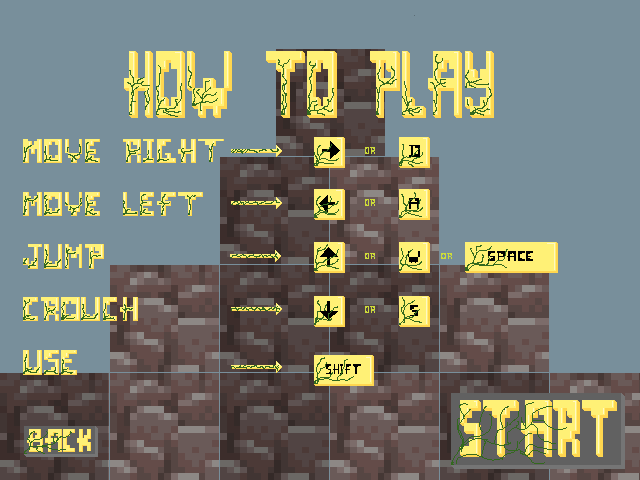 HOW TO PLAY
MOVE RIGHT → OR D
MOVE LEFT ← OR A
JUMP ↑ OR W OR SPACE
CROUCH ↓ OR S
USE SHIFT
BACK
START